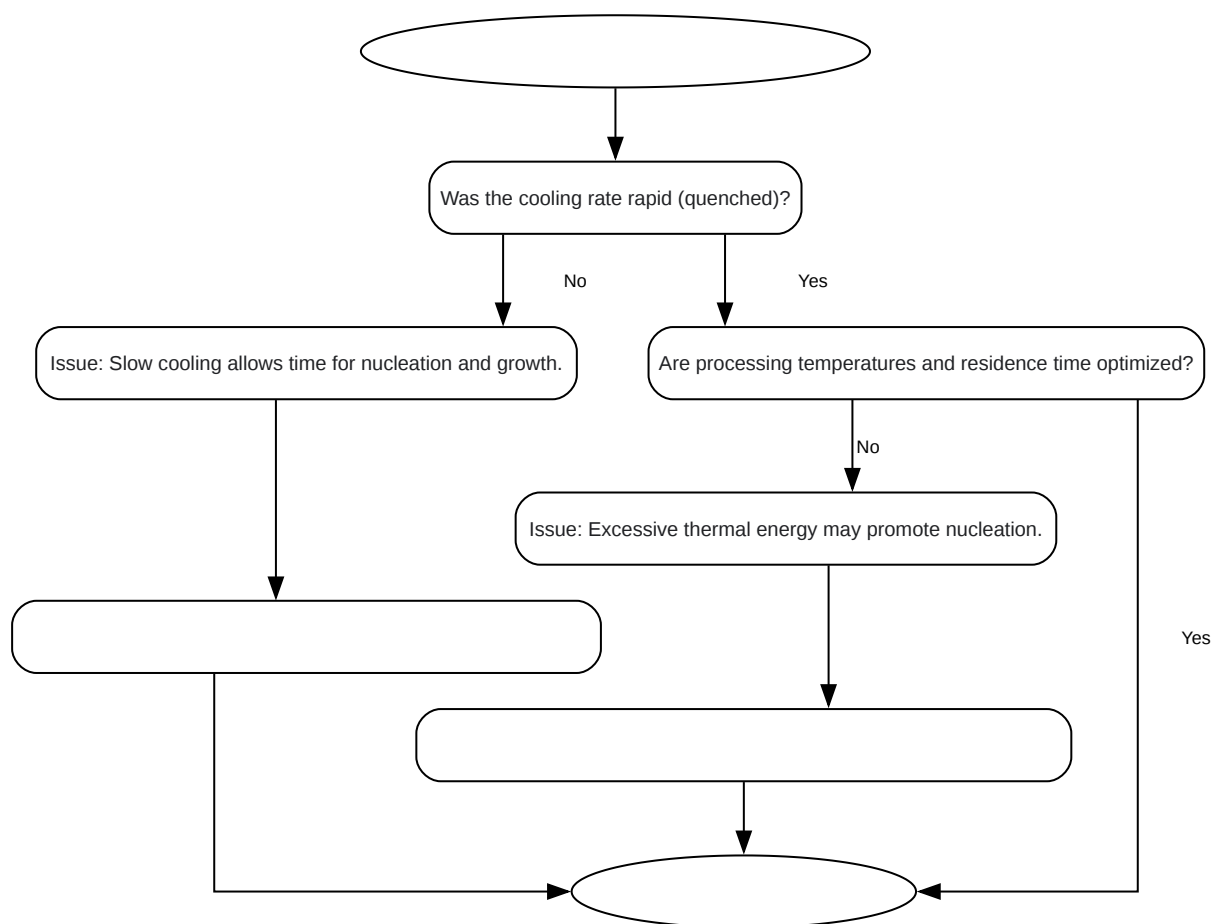 Was the cooling rate rapid (quenched)?
No
Yes
Issue: Slow cooling allows time for nucleation and growth.
Are processing temperatures and residence time optimized?
No
Issue: Excessive thermal energy may promote nucleation.
Yes